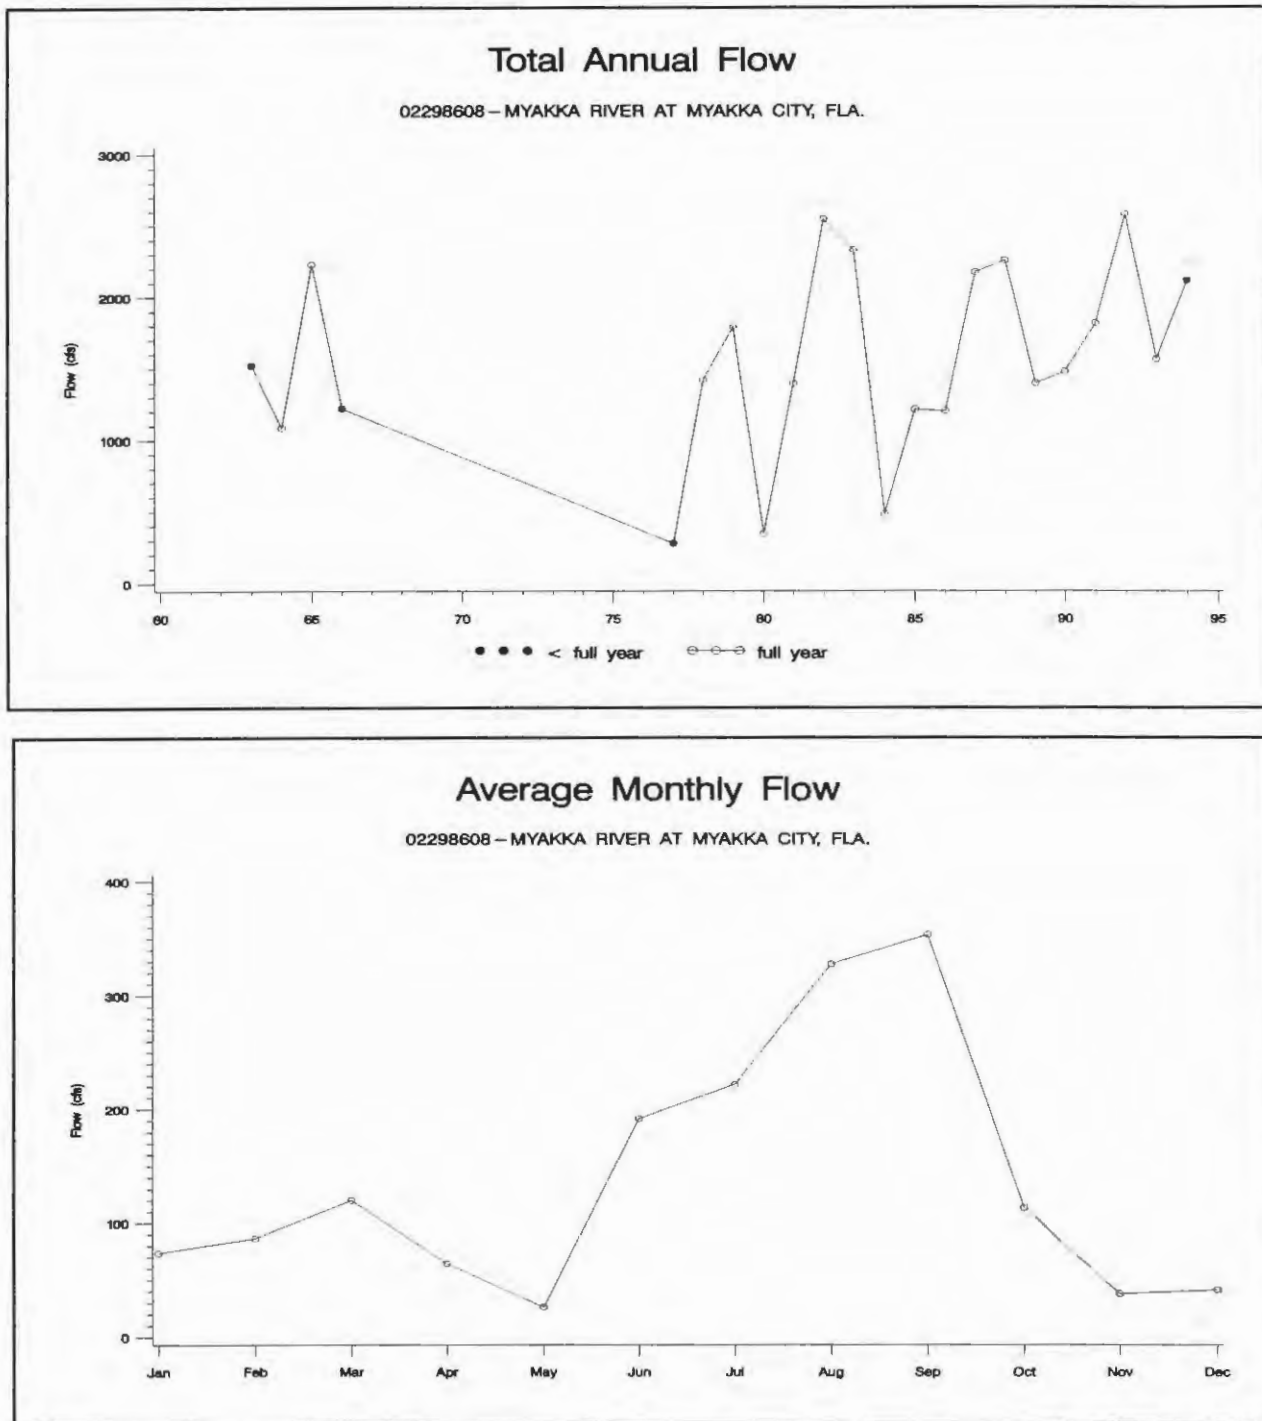 Total Annual Flow
02298608-MYAKKA RIVER AT MYAKKA CITY, FLA.
3000
2000
1000
0
Flow (cfs)
60 65 70 75 80 85 90 95
< full year full year
Average Monthly Flow
02298608-MYAKKA RIVER AT MYAKKA CITY, FLA.
400
300
200
100
0
Flow (cfs)
Jan Feb Mar Apr May Jun Jul Aug Sep Oct Nov Dec